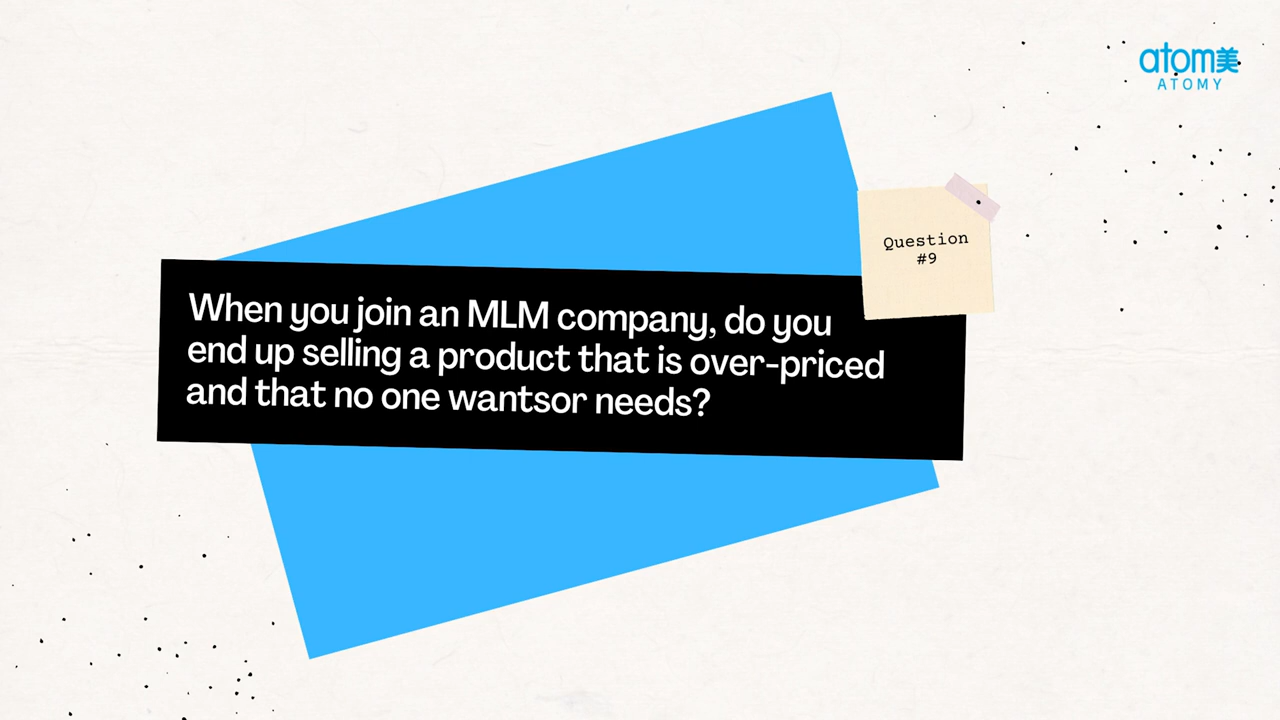 atom美
ATOMY
Question
#9
When you join an MLM company, do you
end up selling a product that is over-priced
and that no one wantsor needs?